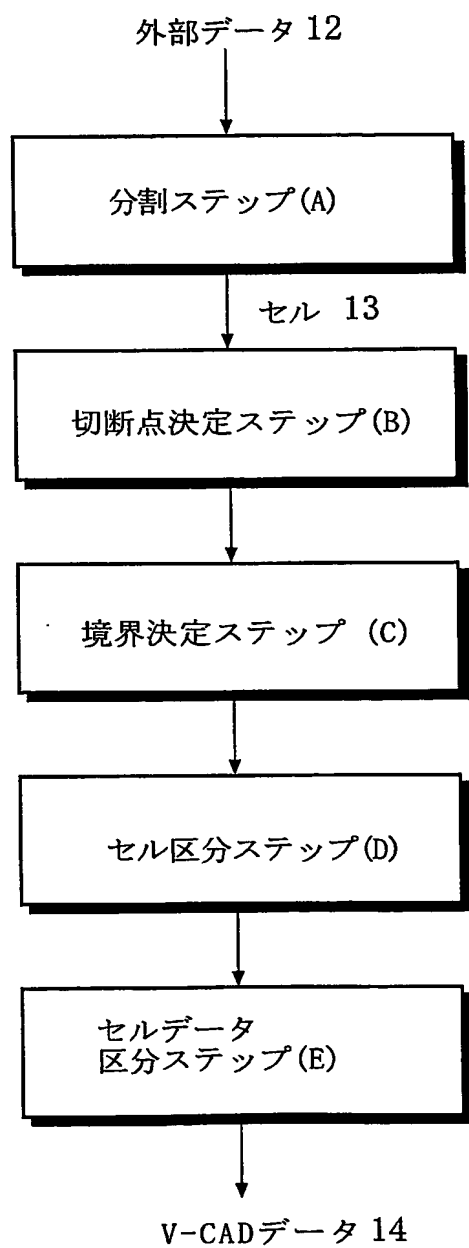 外部データ 12
分割ステップ(A)
セル 13
切断点決定ステップ(B)
境界決定ステップ (C)
セル区分ステップ(D)
セルデータ
区分ステップ(E)
V-CADデータ 14